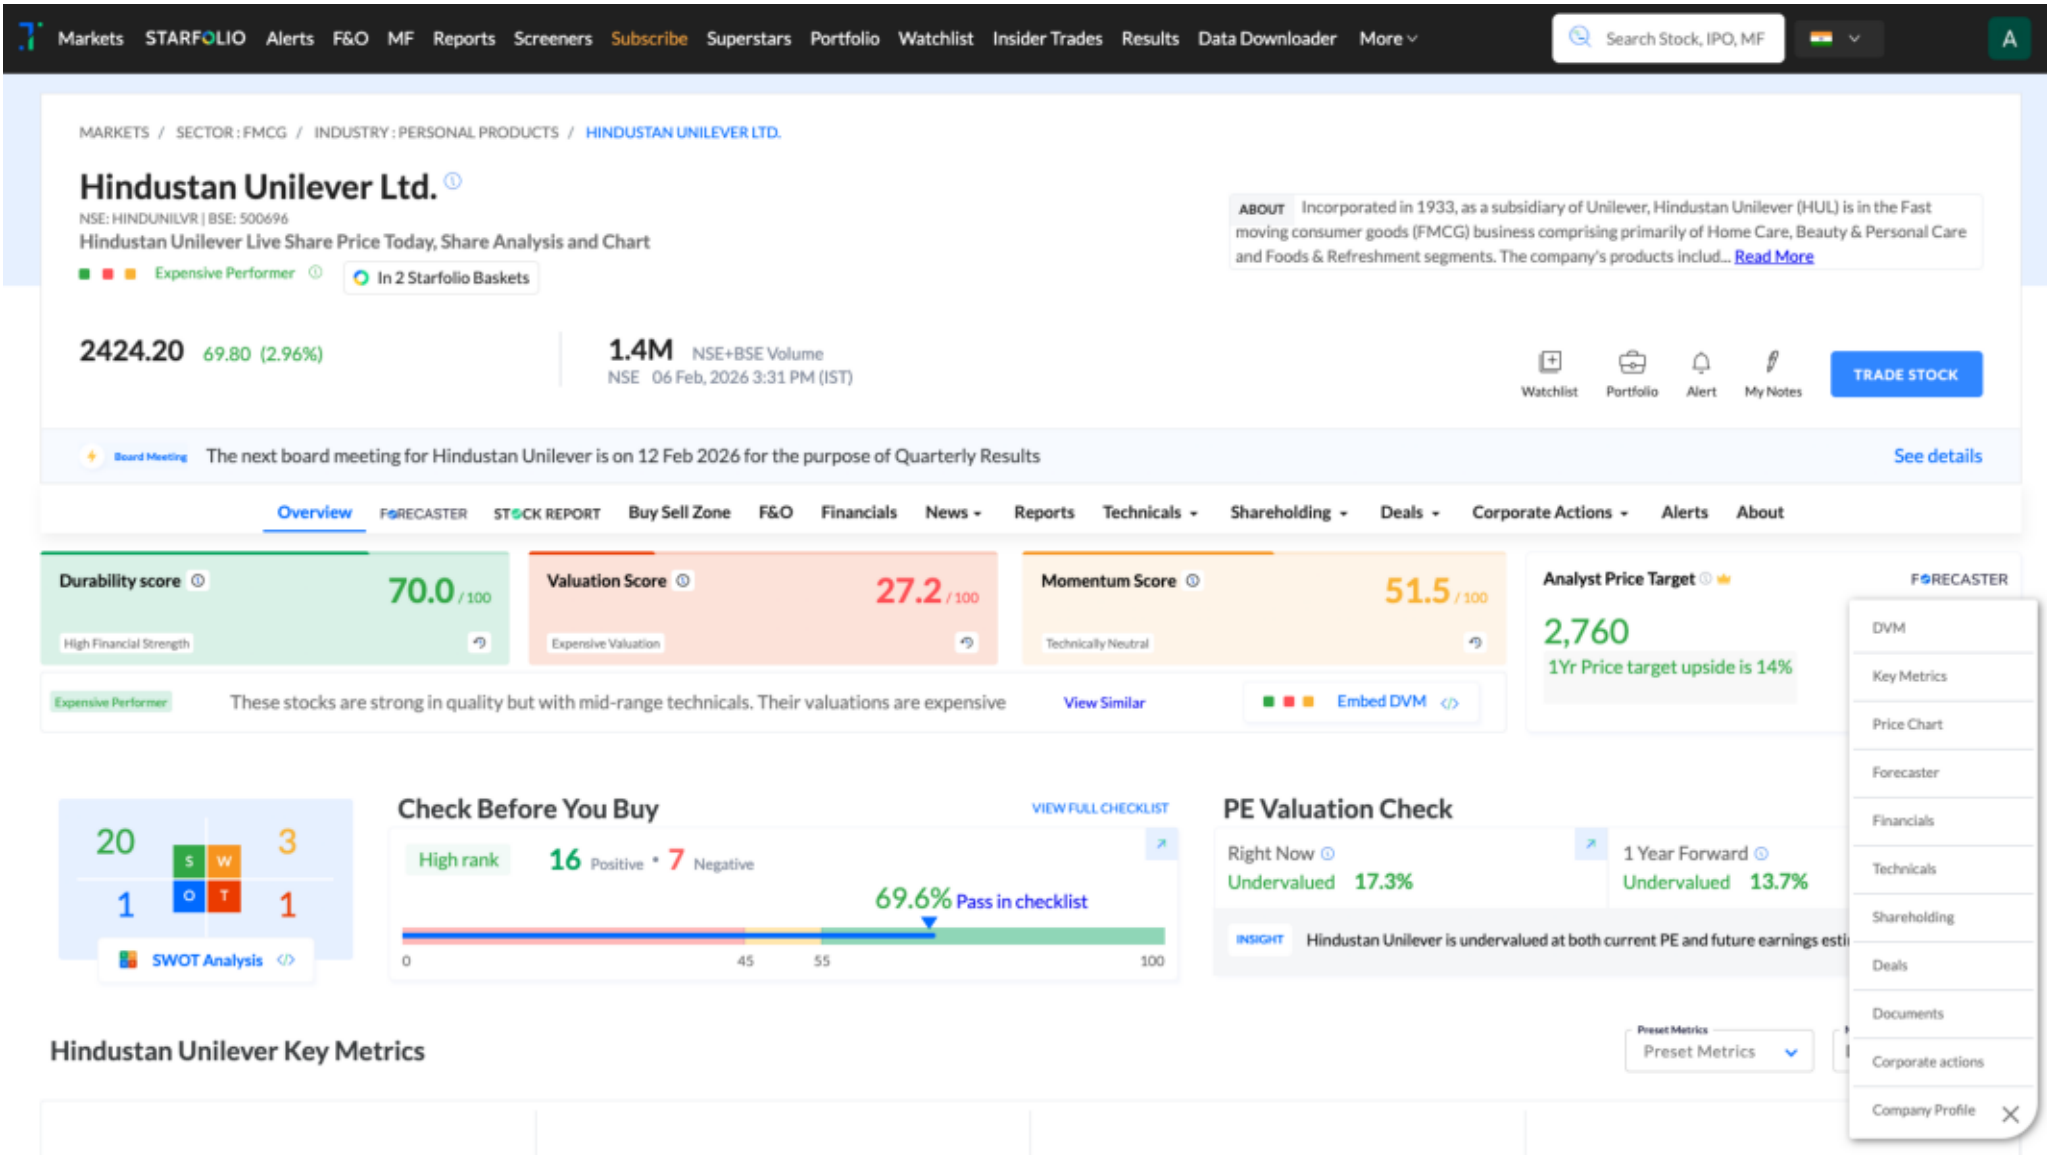 Markets STARFOLIO Alerts F&O MF Reports Screeners Subscribe Superstars Portfolio Watchlist Insider Trades Results Data Downloader More Search Stock, IPO, MF A
MARKETS / SECTOR : FMCG / INDUSTRY : PERSONAL PRODUCTS / HINDUSTAN UNILEVER LTD.
Hindustan Unilever Ltd.
NSE: HINDUNILVR | BSE: 500696
Hindustan Unilever Live Share Price Today, Share Analysis and Chart
Expensive Performer In 2 Starfolio Baskets
ABOUT Incorporated in 1933, as a subsidiary of Unilever, Hindustan Unilever (HUL) is in the Fast
moving consumer goods (FMCG) business comprising primarily of Home Care, Beauty & Personal Care
and Foods & Refreshment segments. The company's products includ... Read More
2424.20 69.80 (2.96%)
1.4M NSE+BSE Volume
NSE 06 Feb, 2026 3:31 PM (IST)
Watchlist Portfolio Alert My Notes TRADE STOCK
Board Meeting The next board meeting for Hindustan Unilever is on 12 Feb 2026 for the purpose of Quarterly Results See details
Overview FORECASTER STOCK REPORT Buy Sell Zone F&O Financials News Reports Technicals Shareholding Deals Corporate Actions Alerts About
Durability score 70.0 / 100
High Financial Strength
Valuation Score 27.2 / 100
Expensive Valuation
Momentum Score 51.5 / 100
Technically Neutral
Analyst Price Target FORECASTER
2,760
1Yr Price target upside is 14%
Expensive Performer These stocks are strong in quality but with mid-range technicals. Their valuations are expensive View Similar Embed DVM </>
20 3
S W
O T
1 1
SWOT Analysis </>
Check Before You Buy VIEW FULL CHECKLIST
High rank 16 Positive • 7 Negative
69.6% Pass in checklist
0 45 55 100
PE Valuation Check
Right Now
Undervalued 17.3%
1 Year Forward
Undervalued 13.7%
INSIGHT Hindustan Unilever is undervalued at both current PE and future earnings esti
Hindustan Unilever Key Metrics
Preset Metrics
Preset Metrics
DVM
Key Metrics
Price Chart
Forecaster
Financials
Technicals
Shareholding
Deals
Documents
Corporate actions
Company Profile